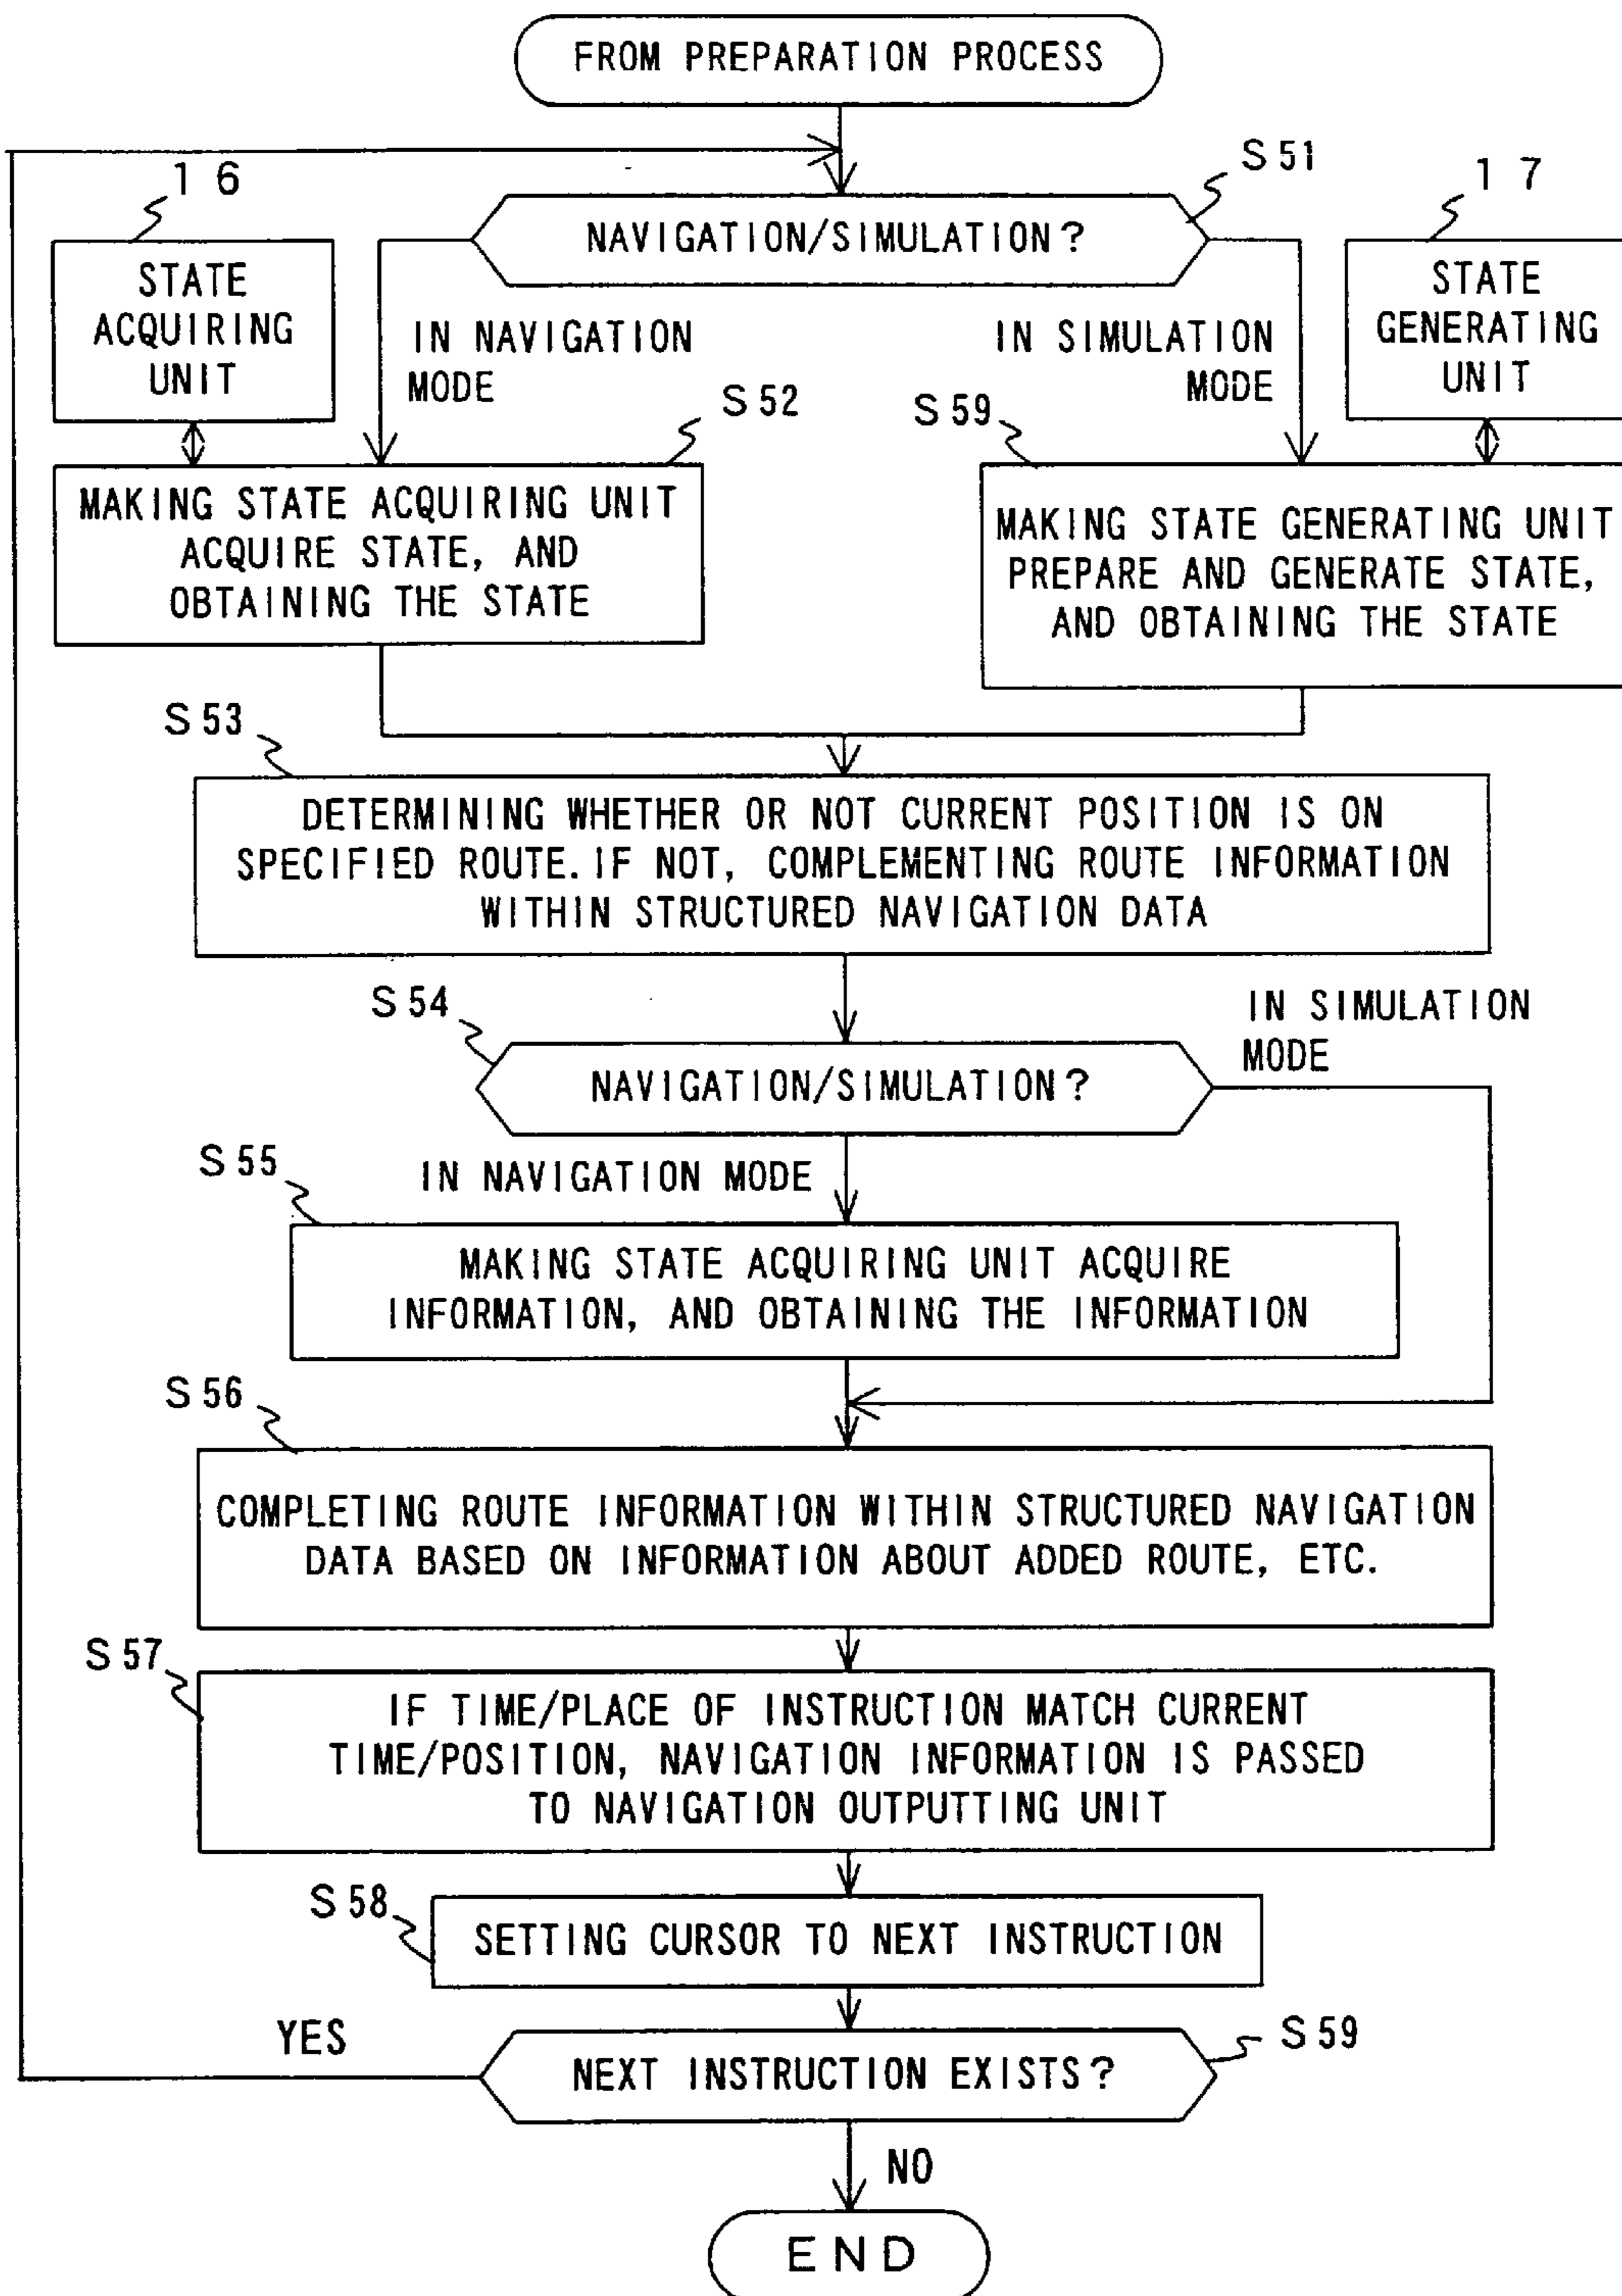 FROM PREPARATION PROCESS
16
S51
17
NAVIGATION/SIMULATION?
STATE
ACQUIRING
UNIT
STATE
GENERATING
UNIT
IN NAVIGATION
MODE
IN SIMULATION
MODE
S52
S59
MAKING STATE ACQUIRING UNIT
ACQUIRE STATE, AND
OBTAINING THE STATE
MAKING STATE GENERATING UNIT
PREPARE AND GENERATE STATE,
AND OBTAINING THE STATE
S53
DETERMINING WHETHER OR NOT CURRENT POSITION IS ON
SPECIFIED ROUTE. IF NOT, COMPLEMENTING ROUTE INFORMATION
WITHIN STRUCTURED NAVIGATION DATA
S54
IN SIMULATION
MODE
NAVIGATION/SIMULATION?
S55
IN NAVIGATION MODE
MAKING STATE ACQUIRING UNIT ACQUIRE
INFORMATION, AND OBTAINING THE INFORMATION
S56
COMPLETING ROUTE INFORMATION WITHIN STRUCTURED NAVIGATION
DATA BASED ON INFORMATION ABOUT ADDED ROUTE, ETC.
S57
IF TIME/PLACE OF INSTRUCTION MATCH CURRENT
TIME/POSITION, NAVIGATION INFORMATION IS PASSED
TO NAVIGATION OUTPUTTING UNIT
S58
SETTING CURSOR TO NEXT INSTRUCTION
YES
S59
NEXT INSTRUCTION EXISTS?
NO
END